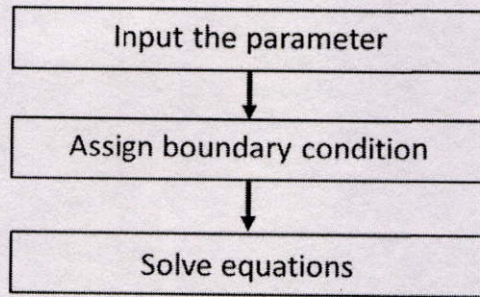 Input the parameter
Assign boundary condition
Solve equations